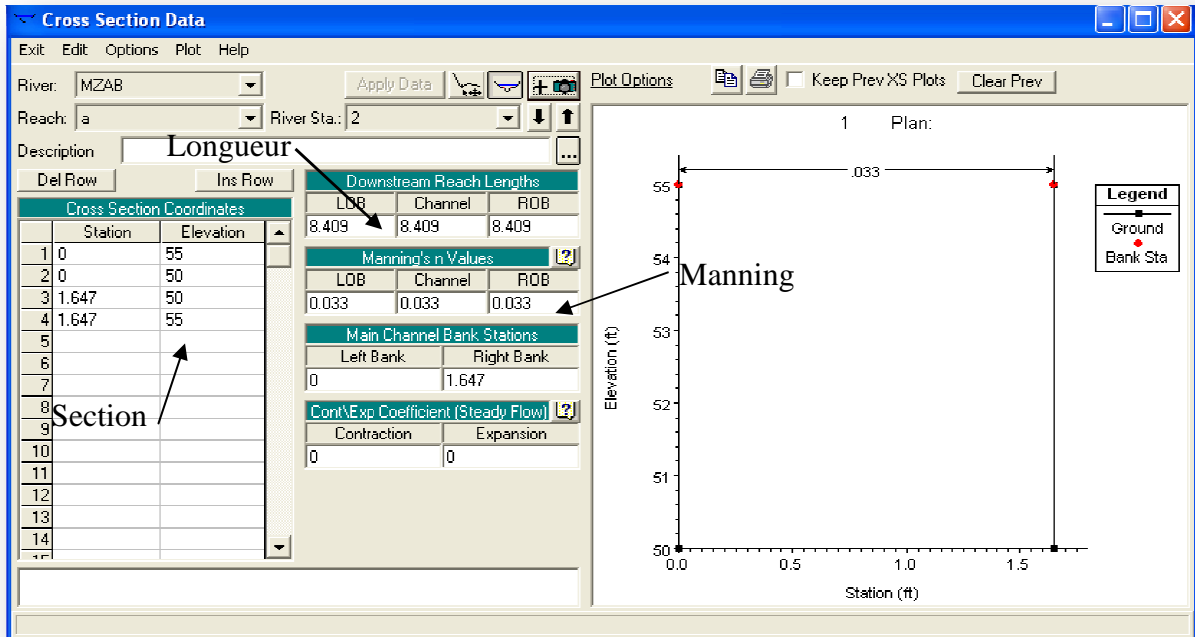 Cross Section Data
Exit Edit Options Plot Help
River: MZAB
Apply Data
Plot Options
Keep Prev XS Plots
Clear Prev
Reach: a
River Sta.: 2
Description
...
Longueur
Del Row
Ins Row
Cross Section Coordinates
Station Elevation
1 0 55
2 0 50
3 1.647 50
4 1.647 55
5
6
7
8
9
10
11
12
13
14
Section
Downstream Reach Lengths
LOB Channel ROB
8.409 8.409 8.409
Manning's n Values
?
LOB Channel ROB
0.033 0.033 0.033
Manning
Main Channel Bank Stations
Left Bank Right Bank
0 1.647
Cont\Exp Coefficient (Steady Flow)
?
Contraction Expansion
0 0
1 Plan:
.033
55
54
53
52
51
50
Elevation (ft)
0.0 0.5 1.0 1.5
Station (ft)
Legend
Ground
Bank Sta